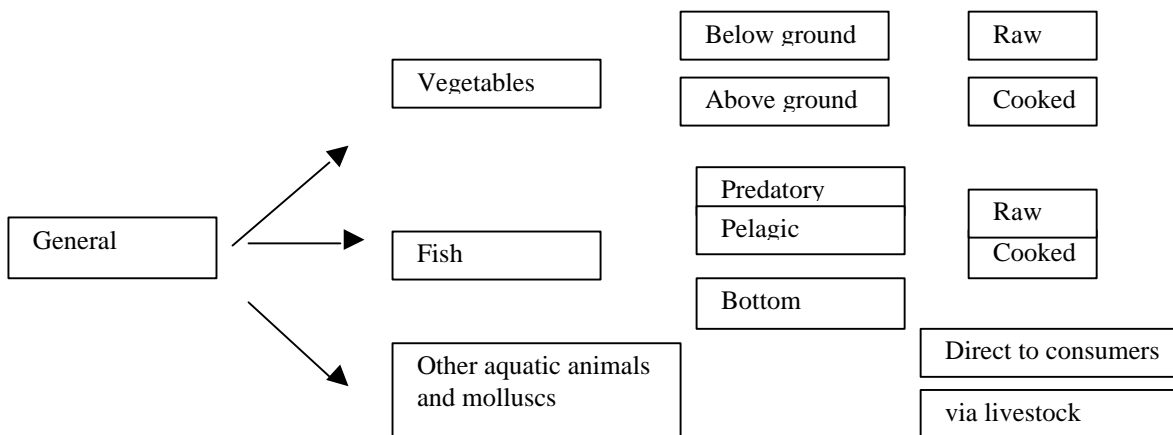 Below ground
Raw
Vegetables
Above ground
Cooked
Predatory
General
Fish
Pelagic
Raw
Cooked
Bottom
Other aquatic animals
and molluscs
Direct to consumers
via livestock